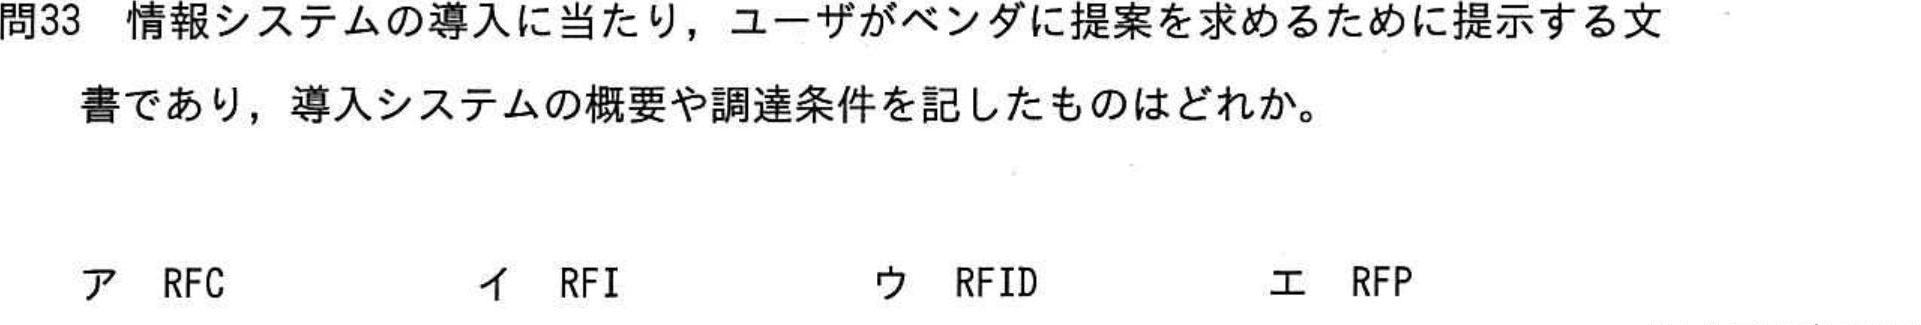 問33 情報システムの導入に当たり，ユーザがベンダに提案を求めるために提示する文
書であり，導入システムの概要や調達条件を記したものはどれか。
ア RFC イ RFI ウ RFID エ RFP